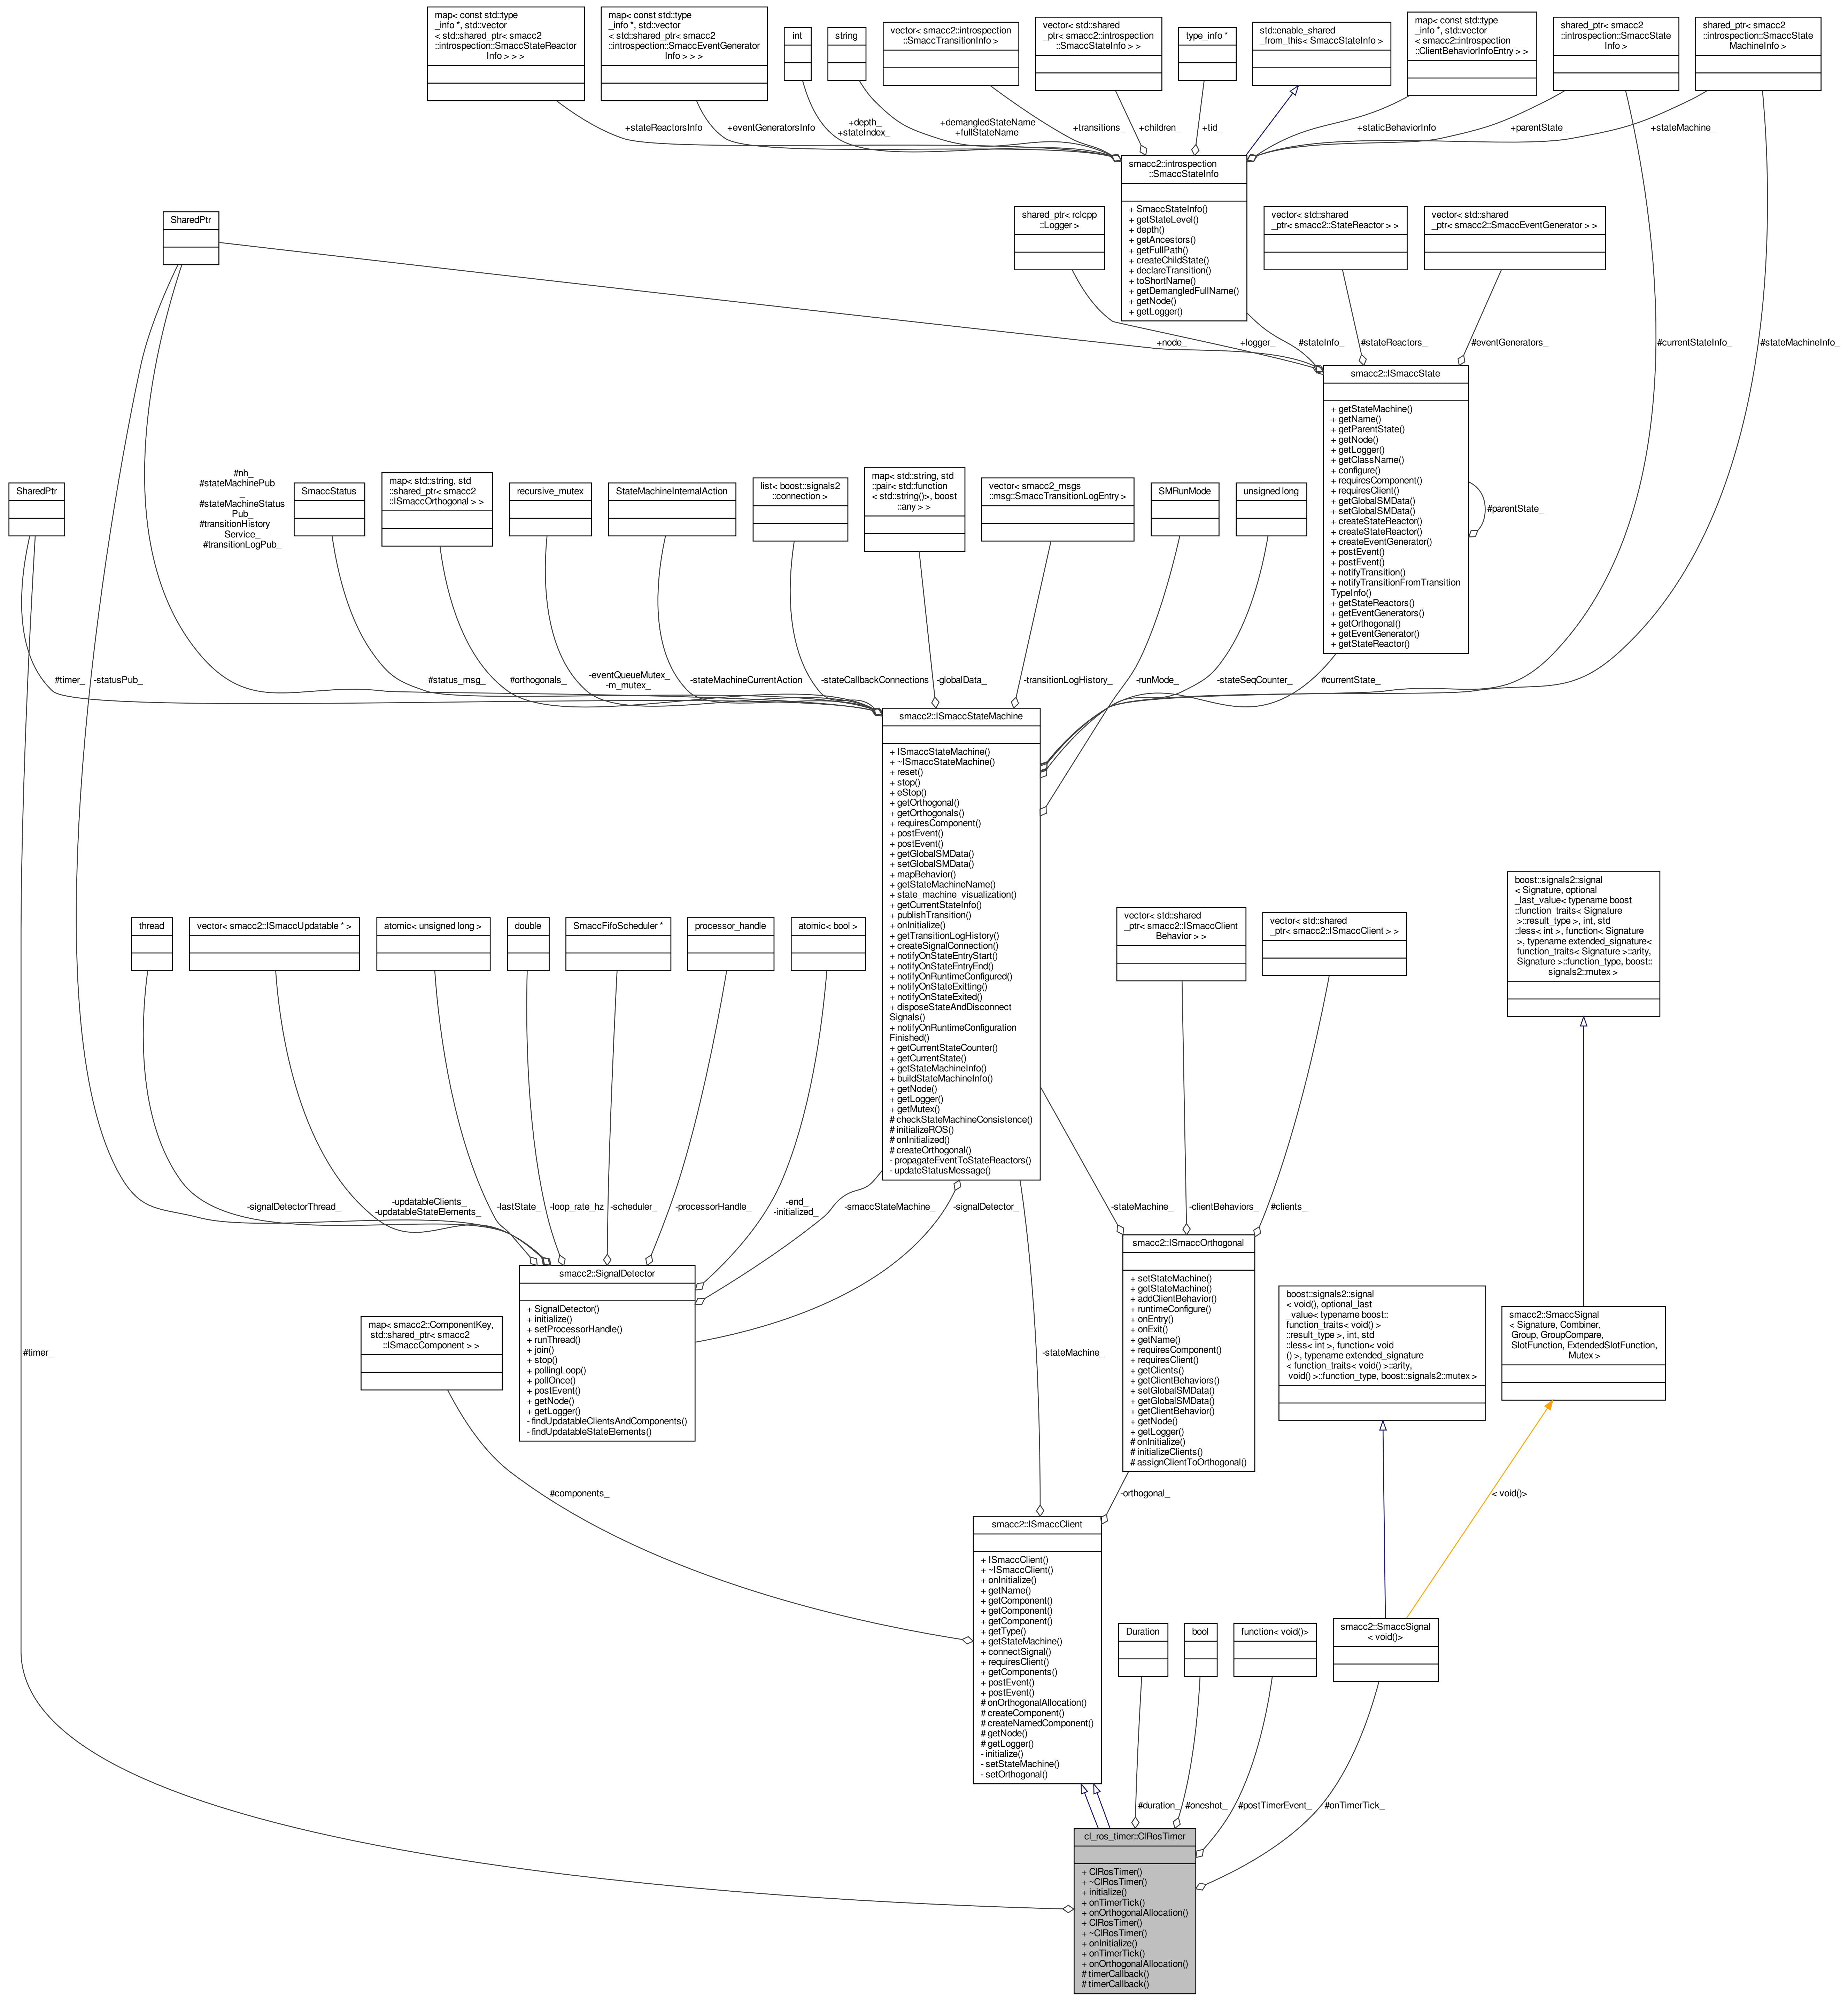 map< const std::type
_info *, std::vector
< std::shared_ptr< smacc2
::introspection::SmaccStateReactor
Info > > >
map< const std::type
_info *, std::vector
< std::shared_ptr< smacc2
::introspection::SmaccEventGenerator
Info > > >
int
string
vector< smacc2::introspection
::SmaccTransitionInfo >
vector< std::shared
_ptr< smacc2::introspection
::SmaccStateInfo > >
type_info *
std::enable_shared
_from_this< SmaccStateInfo >
map< const std::type
_info *, std::vector
< smacc2::introspection
::ClientBehaviorInfoEntry > >
shared_ptr< smacc2
::introspection::SmaccState
Info >
shared_ptr< smacc2
::introspection::SmaccState
MachineInfo >
+stateReactorsInfo
+eventGeneratorsInfo
+depth_
+stateIndex_
+demangledStateName
+fullStateName
+transitions_
+children_
+tid_
+staticBehaviorInfo
+parentState_
+stateMachine_
smacc2::introspection
::SmaccStateInfo
+ SmaccStateInfo()
+ getStateLevel()
+ depth()
+ getAncestors()
+ getFullPath()
+ createChildState()
+ declareTransition()
+ toShortName()
+ getDemangledFullName()
+ getNode()
+ getLogger()
SharedPtr
shared_ptr< rclcpp
::Logger >
vector< std::shared
_ptr< smacc2::StateReactor > >
vector< std::shared
_ptr< smacc2::SmaccEventGenerator > >
+node_
+logger_
#stateInfo_
#stateReactors_
#eventGenerators_
#currentStateInfo_
#stateMachineInfo_
smacc2::ISmaccState
+ getStateMachine()
+ getName()
+ getParentState()
+ getNode()
+ getLogger()
+ getClassName()
+ configure()
+ requiresComponent()
+ requiresClient()
+ getGlobalSMData()
+ setGlobalSMData()
+ createStateReactor()
+ createStateReactor()
+ createEventGenerator()
+ postEvent()
+ postEvent()
+ notifyTransition()
+ notifyTransitionFromTransition
TypeInfo()
+ getStateReactors()
+ getEventGenerators()
+ getOrthogonal()
+ getEventGenerator()
+ getStateReactor()
#parentState_
SharedPtr
#nh_
#stateMachinePub
_
#stateMachineStatus
Pub_
#transitionHistory
Service_
#transitionLogPub_
SmaccStatus
map< std::string, std
::shared_ptr< smacc2
::ISmaccOrthogonal > >
recursive_mutex
StateMachineInternalAction
list< boost::signals2
::connection >
map< std::string, std
::pair< std::function
< std::string()>, boost
::any > >
vector< smacc2_msgs
::msg::SmaccTransitionLogEntry >
SMRunMode
unsigned long
#timer_
-statusPub_
#status_msg_
#orthogonals_
-eventQueueMutex_
-m_mutex_
-stateMachineCurrentAction
-stateCallbackConnections
-globalData_
-transitionLogHistory_
-runMode_
-stateSeqCounter_
#currentState_
smacc2::ISmaccStateMachine
+ ISmaccStateMachine()
+ ~ISmaccStateMachine()
+ reset()
+ stop()
+ eStop()
+ getOrthogonal()
+ getOrthogonals()
+ requiresComponent()
+ postEvent()
+ postEvent()
+ getGlobalSMData()
+ setGlobalSMData()
+ mapBehavior()
+ getStateMachineName()
+ state_machine_visualization()
+ getCurrentStateInfo()
+ publishTransition()
+ onInitialize()
+ getTransitionLogHistory()
+ createSignalConnection()
+ notifyOnStateEntryStart()
+ notifyOnStateEntryEnd()
+ notifyOnRuntimeConfigured()
+ notifyOnStateExitting()
+ notifyOnStateExited()
+ disposeStateAndDisconnect
Signals()
+ notifyOnRuntimeConfiguration
Finished()
+ getCurrentStateCounter()
+ getCurrentState()
+ getStateMachineInfo()
+ buildStateMachineInfo()
+ getNode()
+ getLogger()
+ getMutex()
# checkStateMachineConsistence()
# initializeROS()
# onInitialized()
# createOrthogonal()
- propagateEventToStateReactors()
- updateStatusMessage()
thread
vector< smacc2::ISmaccUpdatable * >
atomic< unsigned long >
double
SmaccFifoScheduler *
processor_handle
atomic< bool >
vector< std::shared
_ptr< smacc2::ISmaccClient
Behavior > >
vector< std::shared
_ptr< smacc2::ISmaccClient > >
boost::signals2::signal
< Signature, optional
_last_value< typename boost
::function_traits< Signature
>::result_type >, int, std
::less< int >, function< Signature
>, typename extended_signature<
function_traits< Signature >::arity,
Signature >::function_type, boost::
signals2::mutex >
-signalDetectorThread_
-updatableClients_
-updatableStateElements_
-lastState_
-loop_rate_hz
-scheduler_
-processorHandle_
-end_
-initialized_
-smaccStateMachine_
-signalDetector_
-stateMachine_
-clientBehaviors_
#clients_
smacc2::SignalDetector
+ SignalDetector()
+ initialize()
+ setProcessorHandle()
+ runThread()
+ join()
+ stop()
+ pollingLoop()
+ pollOnce()
+ postEvent()
+ getNode()
+ getLogger()
- findUpdatableClientsAndComponents()
- findUpdatableStateElements()
smacc2::ISmaccOrthogonal
+ setStateMachine()
+ getStateMachine()
+ addClientBehavior()
+ runtimeConfigure()
+ onEntry()
+ onExit()
+ getName()
+ requiresComponent()
+ requiresClient()
+ getClients()
+ getClientBehaviors()
+ setGlobalSMData()
+ getGlobalSMData()
+ getClientBehavior()
+ getNode()
+ getLogger()
# onInitialize()
# initializeClients()
# assignClientToOrthogonal()
boost::signals2::signal
< void(), optional_last
_value< typename boost::
function_traits< void() >
::result_type >, int, std
::less< int >, function< void
() >, typename extended_signature
< function_traits< void() >::arity,
void() >::function_type, boost::signals2::mutex >
smacc2::SmaccSignal
< Signature, Combiner,
Group, GroupCompare,
SlotFunction, ExtendedSlotFunction,
Mutex >
map< smacc2::ComponentKey,
std::shared_ptr< smacc2
::ISmaccComponent > >
#timer_
-stateMachine_
#components_
-orthogonal_
< void()>
smacc2::ISmaccClient
+ ISmaccClient()
+ ~ISmaccClient()
+ onInitialize()
+ getName()
+ getComponent()
+ getComponent()
+ getComponent()
+ getType()
+ getStateMachine()
+ connectSignal()
+ requiresClient()
+ getComponents()
+ postEvent()
+ postEvent()
# onOrthogonalAllocation()
# createComponent()
# createNamedComponent()
# getNode()
# getLogger()
- initialize()
- setStateMachine()
- setOrthogonal()
Duration
bool
function< void()>
smacc2::SmaccSignal
< void()>
#duration_
#oneshot_
#postTimerEvent_
#onTimerTick_
cl_ros_timer::ClRosTimer
+ ClRosTimer()
+ ~ClRosTimer()
+ initialize()
+ onTimerTick()
+ onOrthogonalAllocation()
+ ClRosTimer()
+ ~ClRosTimer()
+ onInitialize()
+ onTimerTick()
+ onOrthogonalAllocation()
# timerCallback()
# timerCallback()